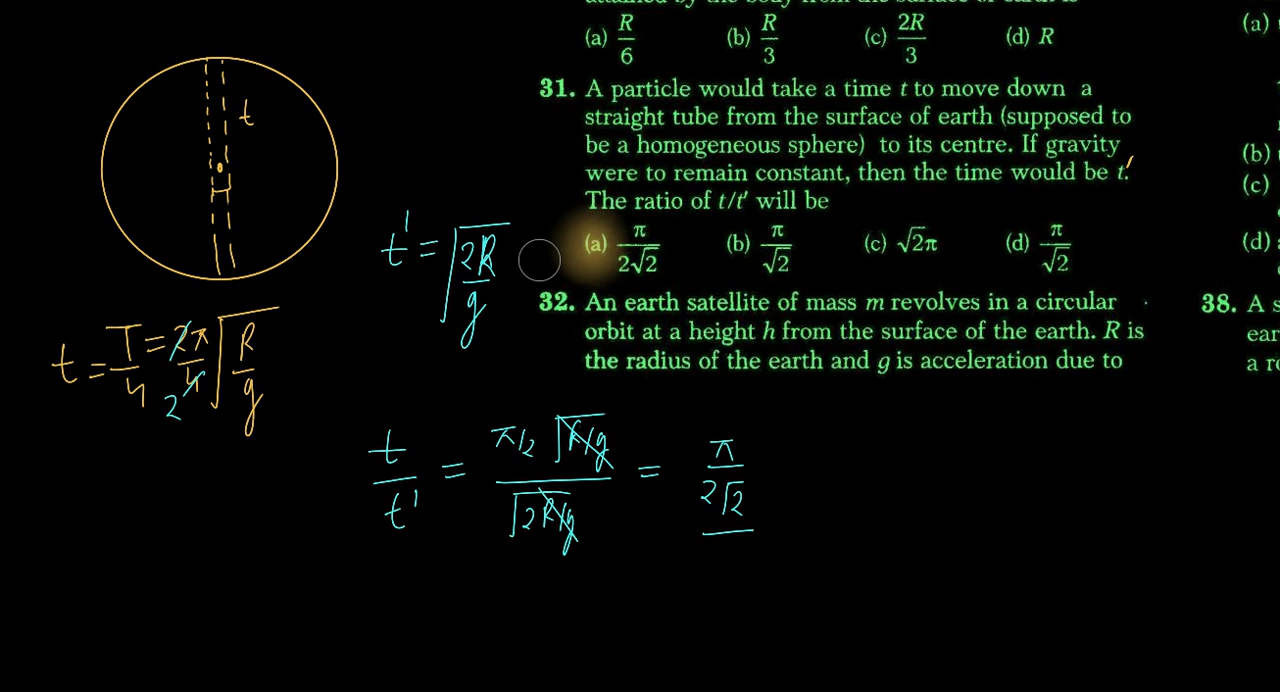 (a) R/6 (b) R/3 (c) 2R/3 (d) R
31. A particle would take a time t to move down a
straight tube from the surface of earth (supposed to
be a homogeneous sphere) to its centre. If gravity
were to remain constant, then the time would be t.′
The ratio of t/t′ will be
(a) π/2√2 (b) π/√2 (c) √2π (d) π/√2
32. An earth satellite of mass m revolves in a circular
orbit at a height h from the surface of the earth. R is
the radius of the earth and g is acceleration due to
(a)
(b)
(c)
(d)
38. A s
ear
a ro
t
t = T/4 = 2π/4 √R/g
2
t' = √2R/g
t/t' = π/2 √R/g / √2R/g = π/2√2